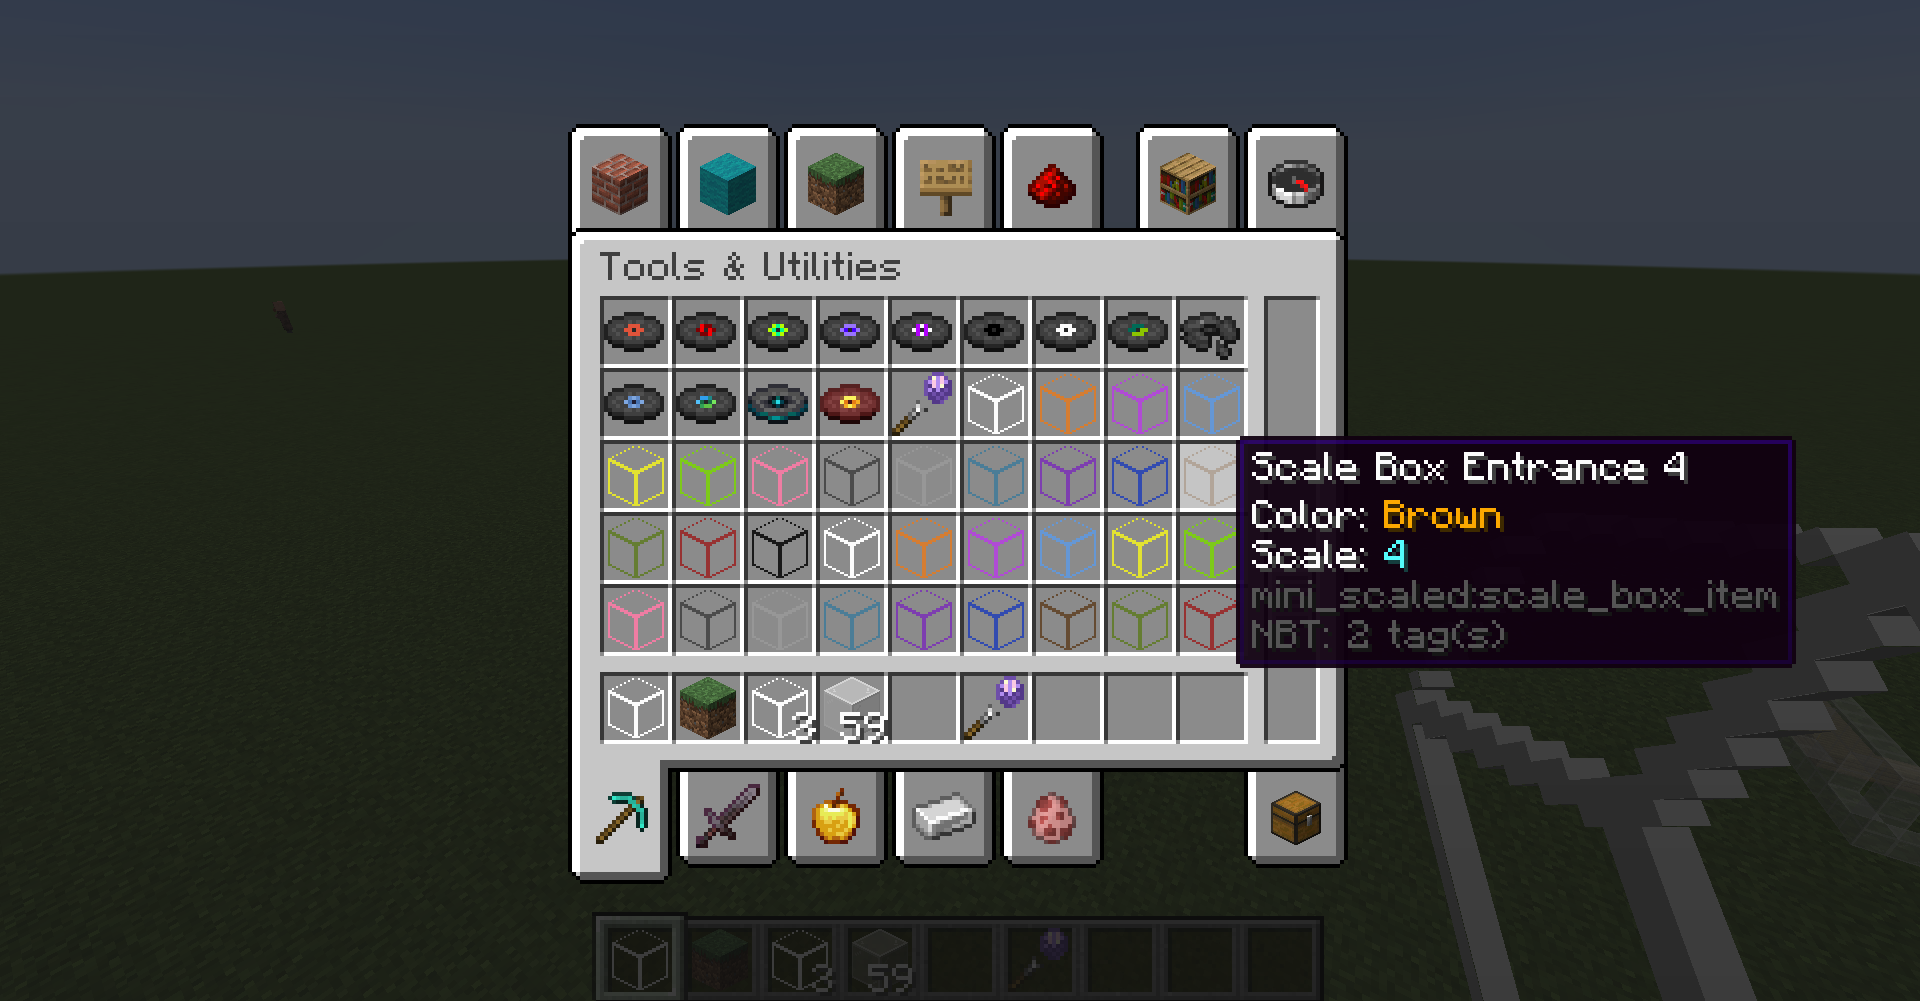 Tools & Utilities
Scale Box Entrance 4
Color: Brown
Scale: 4
mini_scaled:scale_box_item
NBT: 2 tag(s)
3
59
3
59